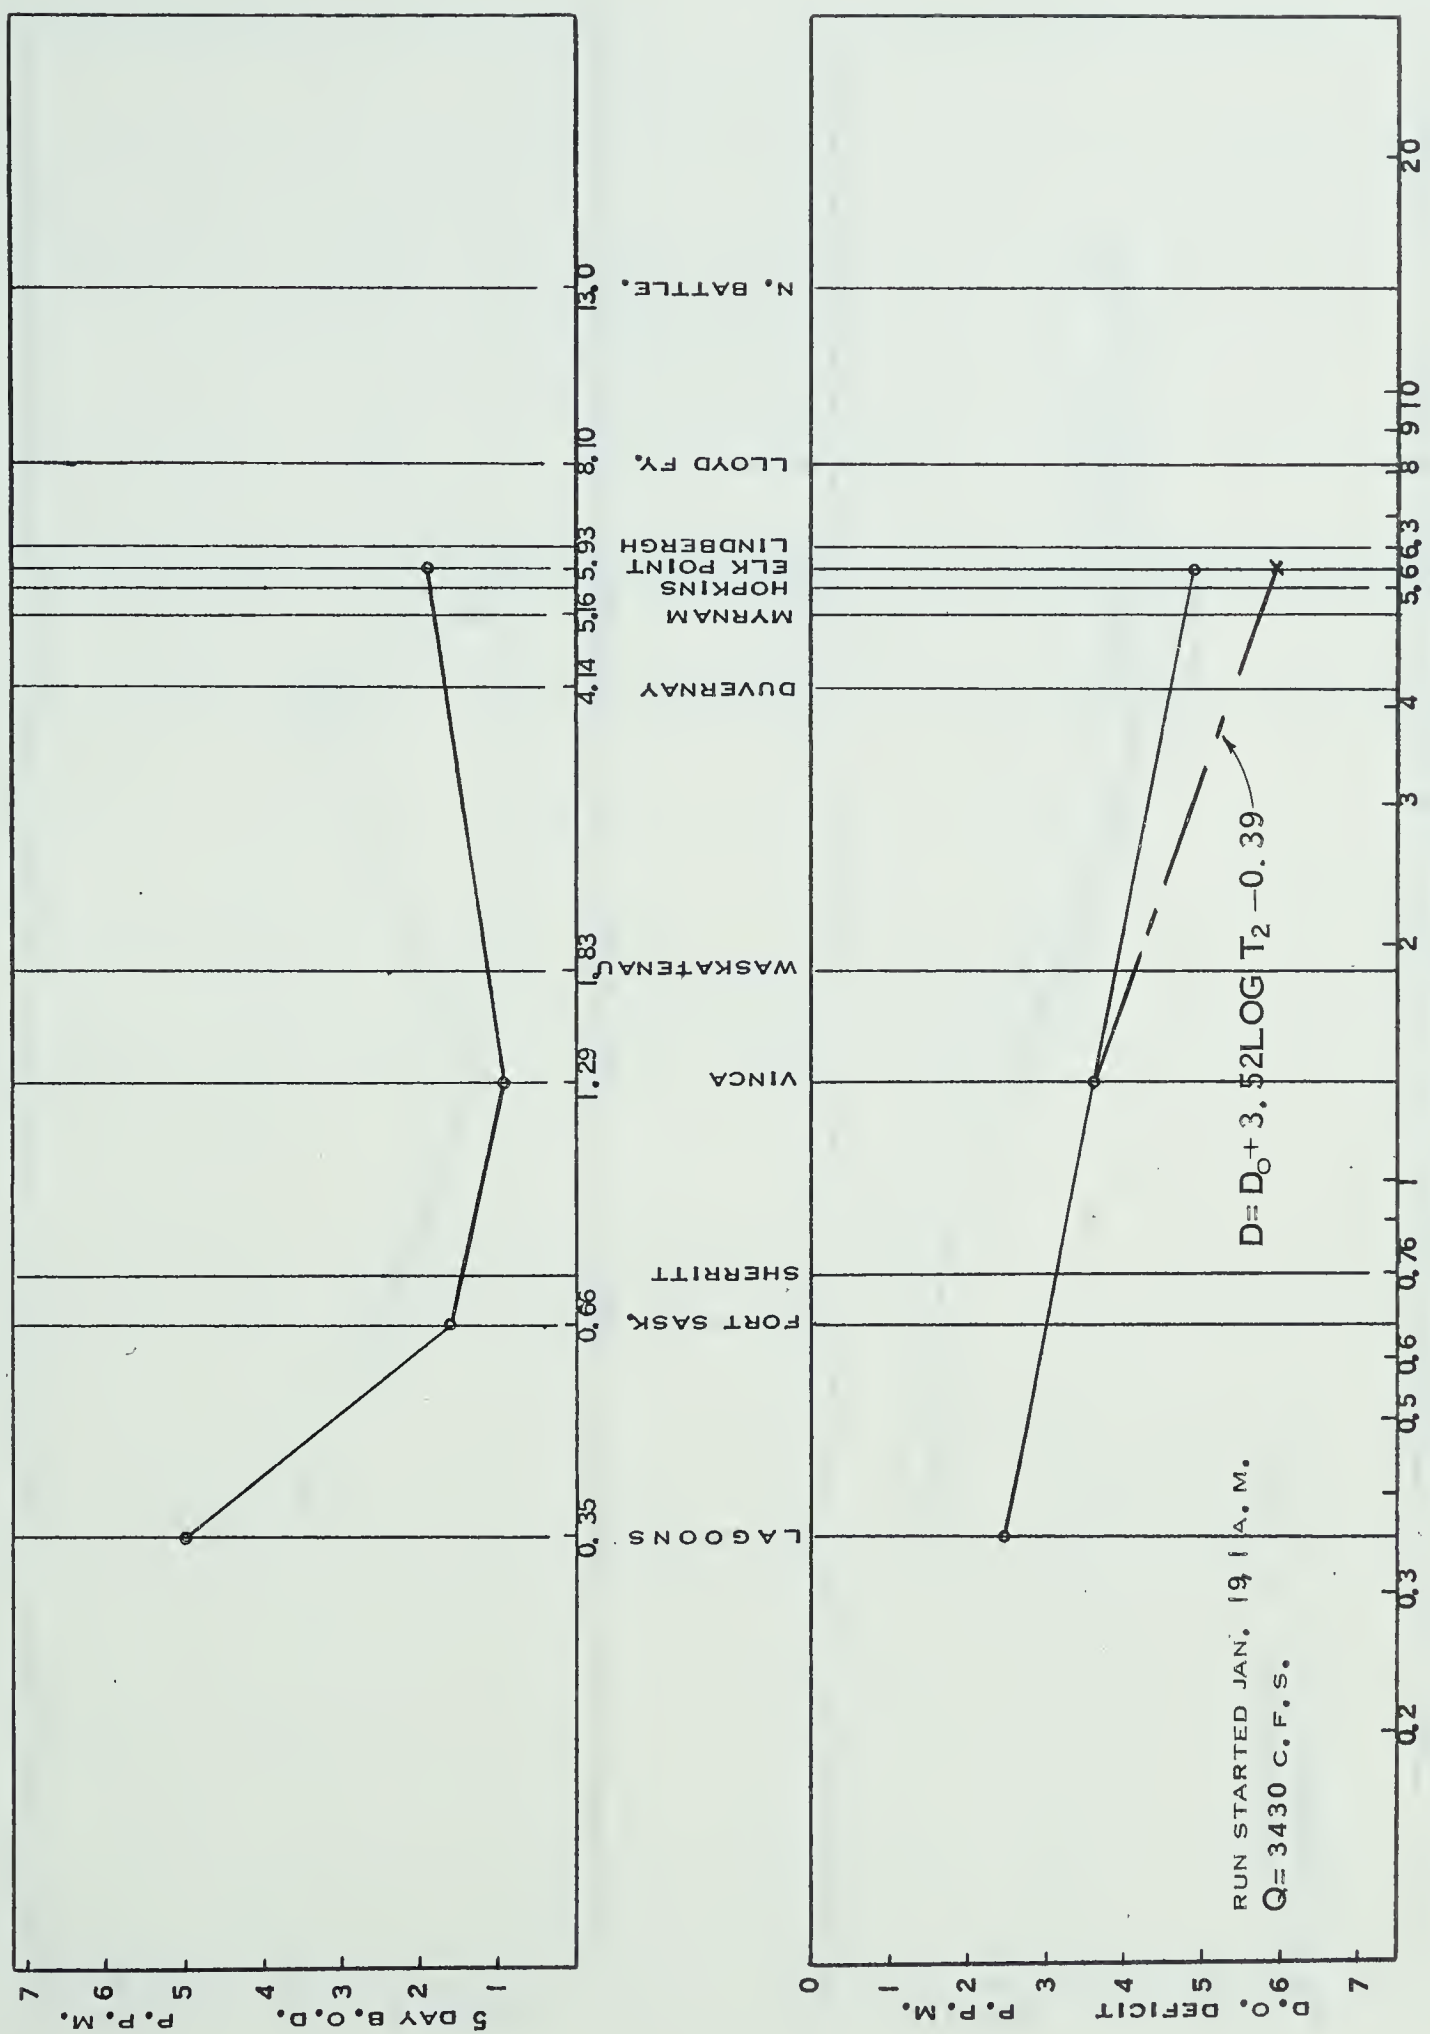 7
6
5
4
3
2
1
P.P.M.
5 DAY B.O.D.
0.35
0.66
1.29
1.83
4.14
5.16
5.93
8.10
13.0
LAGOONS
FORT SASK.
SHERRITT
VINCA
WASKATENAU
DUVERNAY
MYRNAM
HOPKINS
ELK POINT
LINDBERGH
LLOYD FY.
N. BATTLE.
0
1
2
3
4
5
6
7
P.P.M.
D.O. DEFICIT
D=D₀+3.52LOG T₂-0.39
RUN STARTED JAN. 19, 1 A.M.
Q=3430 C.F.S.
0.2
0.3
0.5
0.6
0.76
1
2
3
4
5.6
6.3
8
9
10
20